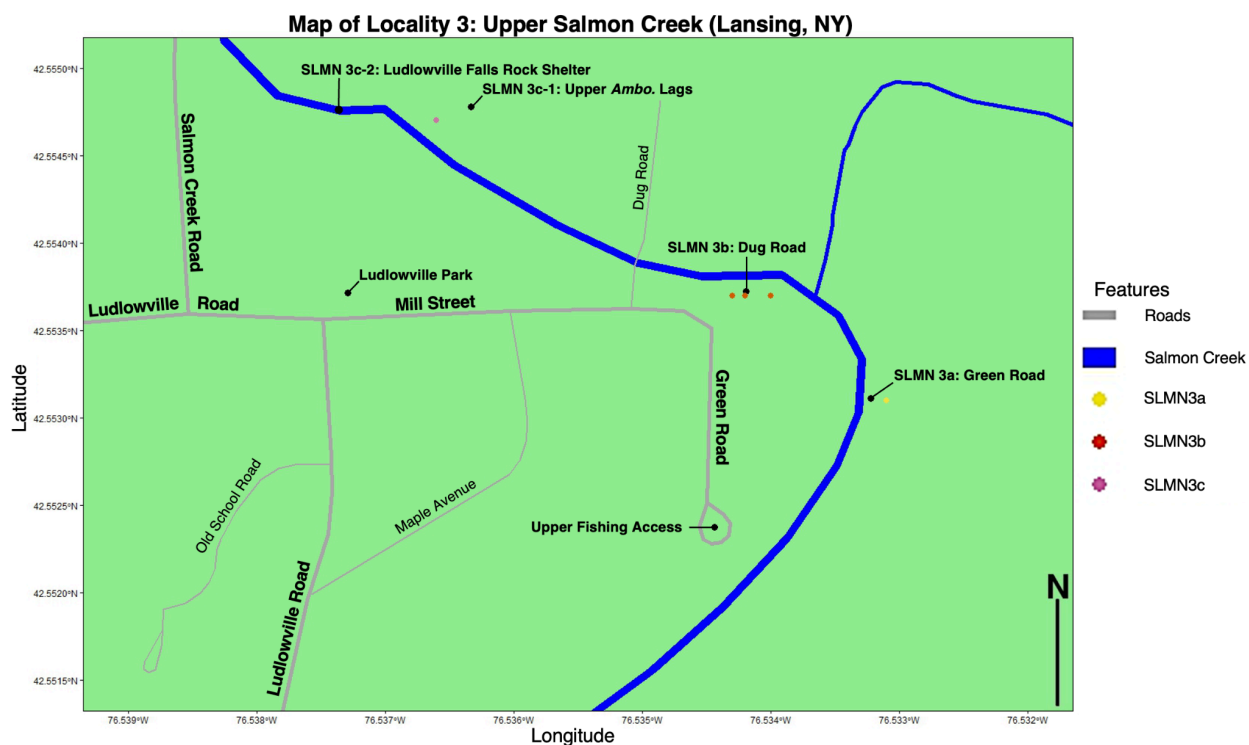 Map of Locality 3: Upper Salmon Creek (Lansing, NY)
42.5550°N
SLMN 3c-2: Ludlowville Falls Rock Shelter
SLMN 3c-1: Upper Ambo. Lags
Salmon Creek Road
42.5545°N
Dug Road
42.5540°N
SLMN 3b: Dug Road
Ludlowville Park
Ludlowville Road
Mill Street
Features
Roads
Salmon Creek
SLMN3a
SLMN3b
SLMN3c
42.5535°N
SLMN 3a: Green Road
Latitude
42.5530°N
Green Road
Old School Road
Maple Avenue
42.5525°N
Upper Fishing Access
42.5520°N
Ludlowville Road
N
42.5515°N
76.539°W
76.538°W
76.537°W
76.536°W
76.535°W
76.534°W
76.533°W
76.532°W
Longitude